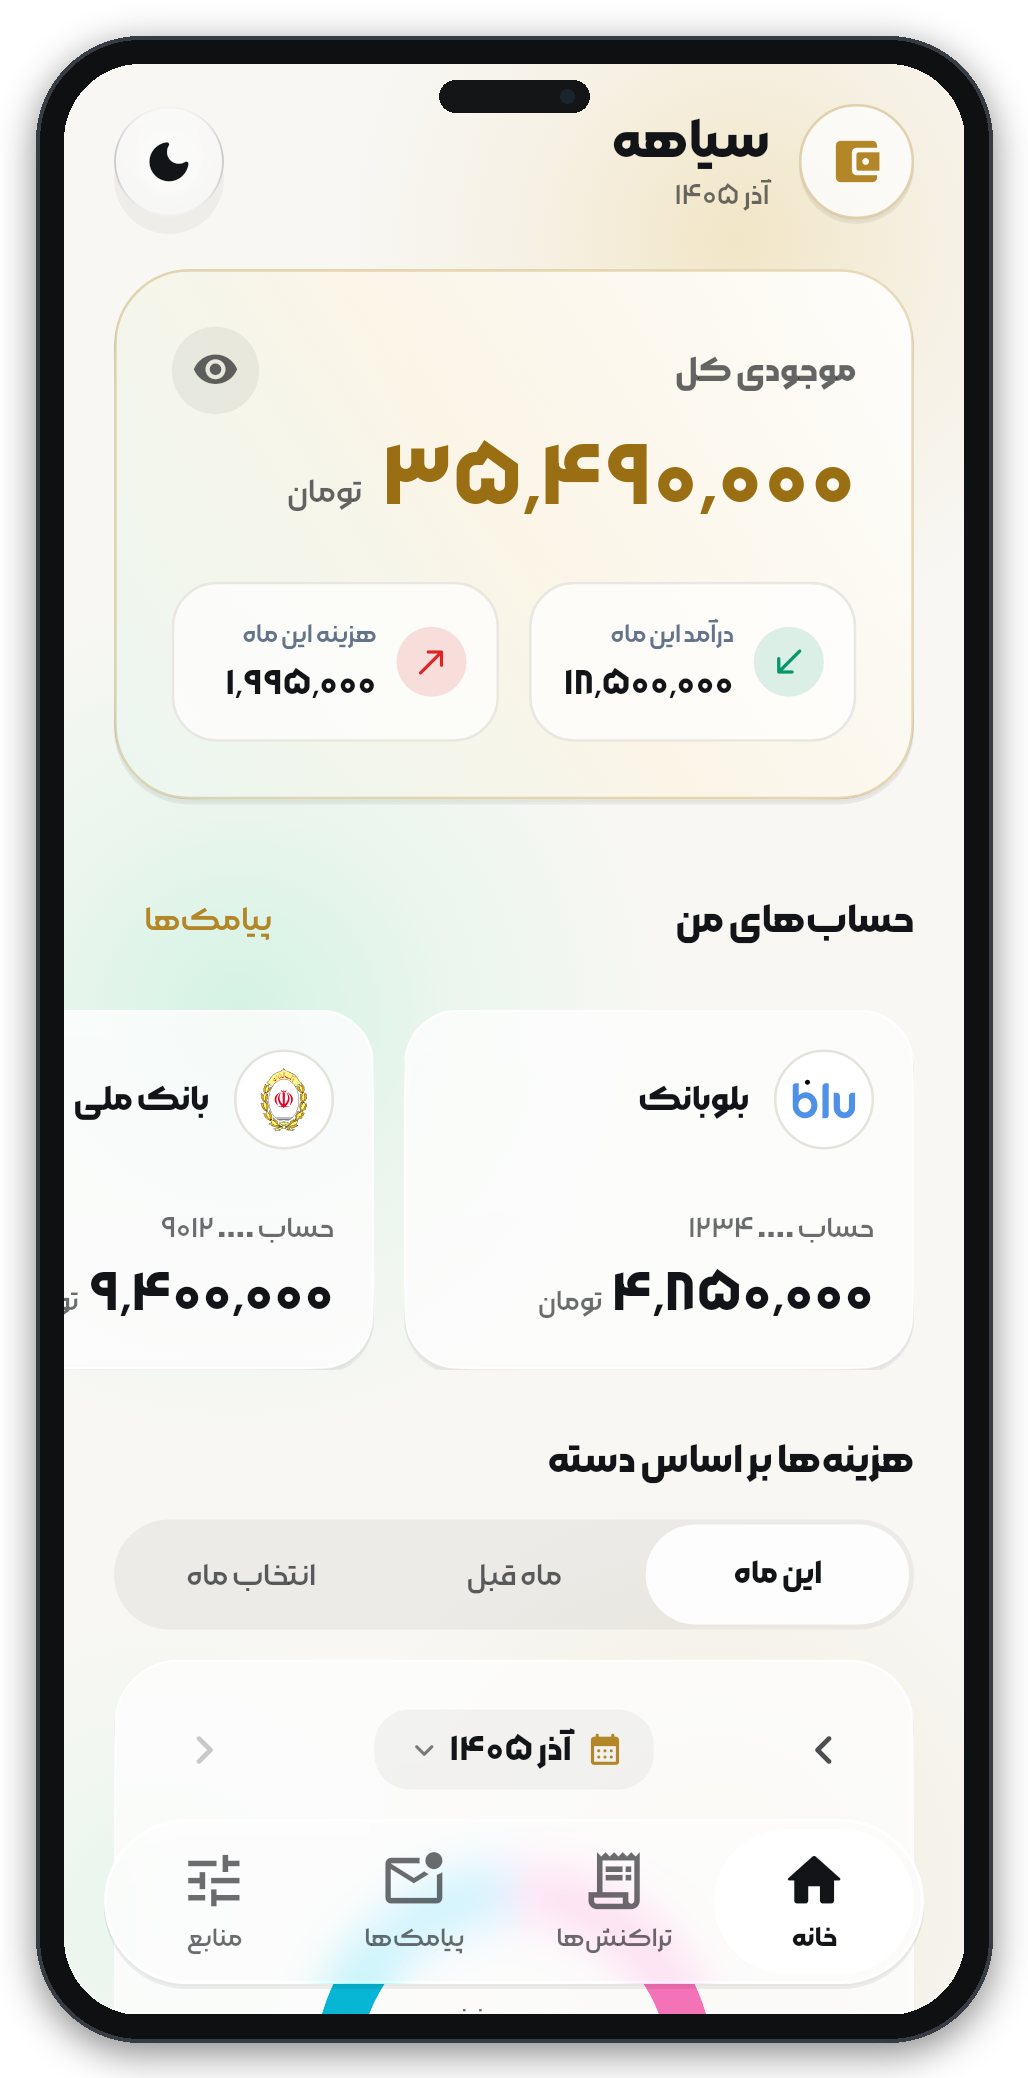 سیاهه
آذر ۱۴۰۵
موجودی کل
۳۵,۴۹۰,۰۰۰ تومان
درآمد این ماه
۱۸,۵۰۰,۰۰۰
هزینه این ماه
۱,۹۹۵,۰۰۰
حساب‌های من
پیامک‌ها
blu
بلوبانک
حساب .... ۱۲۳۴
۴,۸۵۰,۰۰۰ تومان
بانک ملی
حساب .... ۹۰۱۲
۹,۴۰۰,۰۰۰
هزینه‌ها بر اساس دسته
این ماه
ماه قبل
انتخاب ماه
آذر ۱۴۰۵
خانه
تراکنش‌ها
پیامک‌ها
منابع